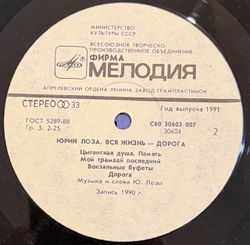 МИНИСТЕРСТВО
КУЛЬТУРЫ СССР
ВСЕСОЮЗНОЕ ТВОРЧЕСКО-
ПРОИЗВОДСТВЕННОЕ ОБЪЕДИНЕНИЕ
ФИРМА
МЕЛОДИЯ
АПРЕЛЕВСКИЙ ОРДЕНА ЛЕНИНА ЗАВОД ГРАМПЛАСТИНОК
СТЕРЕО 33
Год выпуска 1991
ГОСТ 5289-88
С60 30603 007
Гр. 3. 2-25
30604
2
ЮРИЙ ЛОЗА. ВСЯ ЖИЗНЬ — ДОРОГА
Цыганская душа. Память
Мой трамвай последний
Вокзальные буфеты
Дорога
Музыка и слова Ю. Лозы
Запись 1990 г.